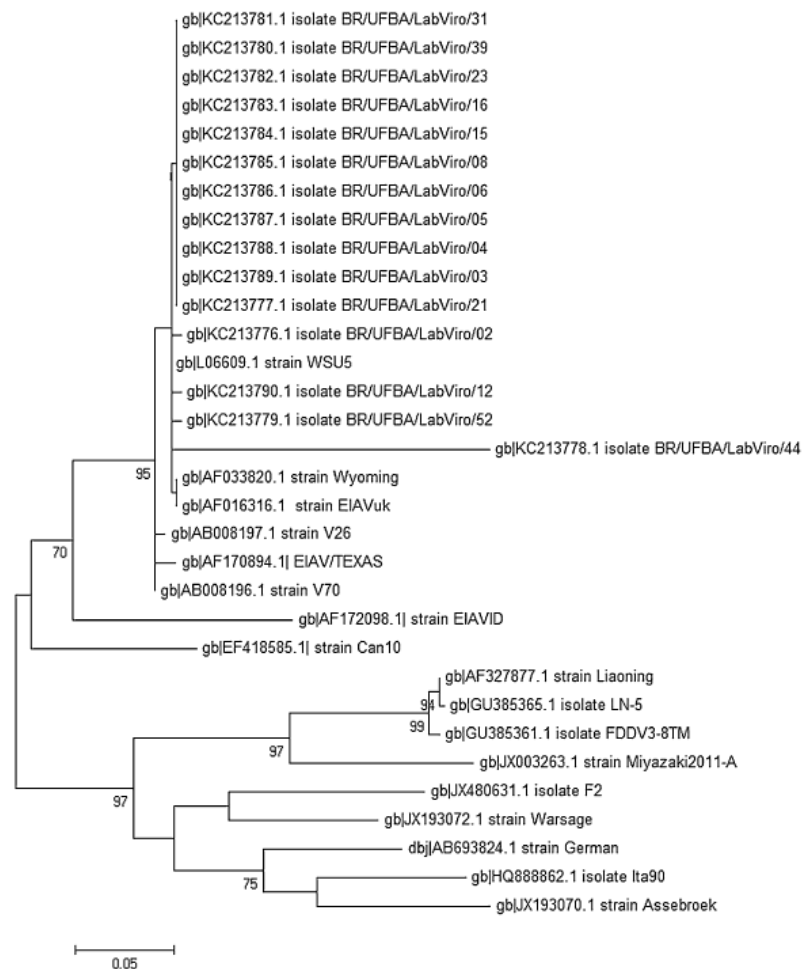 gb|KC213781.1 isolate BR/UFBA/LabViro/31
gb|KC213780.1 isolate BR/UFBA/LabViro/39
gb|KC213782.1 isolate BR/UFBA/LabViro/23
gb|KC213783.1 isolate BR/UFBA/LabViro/16
gb|KC213784.1 isolate BR/UFBA/LabViro/15
gb|KC213785.1 isolate BR/UFBA/LabViro/08
gb|KC213786.1 isolate BR/UFBA/LabViro/06
gb|KC213787.1 isolate BR/UFBA/LabViro/05
gb|KC213788.1 isolate BR/UFBA/LabViro/04
gb|KC213789.1 isolate BR/UFBA/LabViro/03
gb|KC213777.1 isolate BR/UFBA/LabViro/21
gb|KC213776.1 isolate BR/UFBA/LabViro/02
gb|L06609.1 strain WSU5
gb|KC213790.1 isolate BR/UFBA/LabViro/12
gb|KC213779.1 isolate BR/UFBA/LabViro/52
gb|KC213778.1 isolate BR/UFBA/LabViro/44
95
gb|AF033820.1 strain Wyoming
gb|AF016316.1 strain EIAVuk
gb|AB008197.1 strain V26
70
gb|AF170894.1| EIAV/TEXAS
gb|AB008196.1 strain V70
gb|AF172098.1| strain EIAVID
gb|EF418585.1| strain Can10
gb|AF327877.1 strain Liaoning
94
gb|GU385365.1 isolate LN-5
99
gb|GU385361.1 isolate FDDV3-8TM
97
gb|JX003263.1 strain Miyazaki2011-A
gb|JX480631.1 isolate F2
97
gb|JX193072.1 strain Warsage
dbj|AB693824.1 strain German
75
gb|HQ888862.1 isolate Ita90
gb|JX193070.1 strain Assebroek
0.05